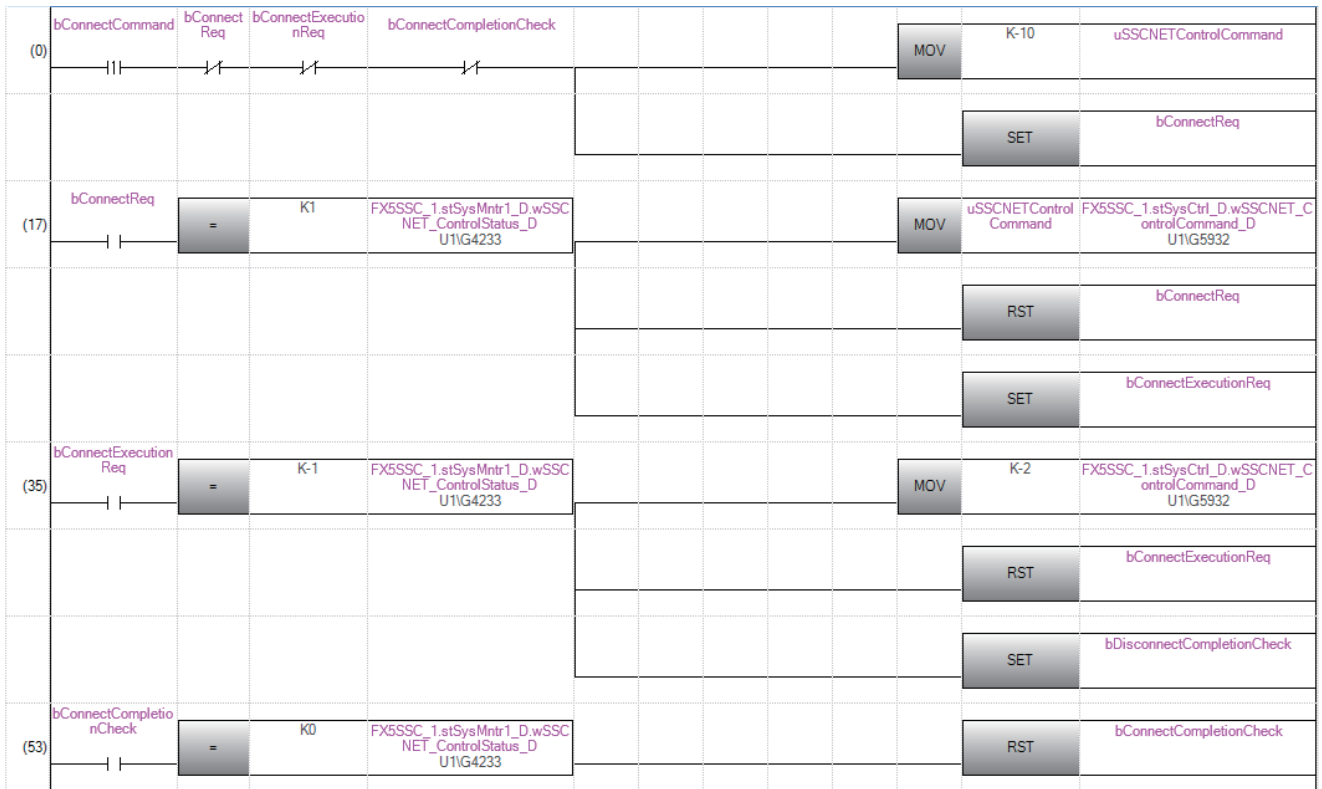 bConnectCommand
bConnect
Req
bConnectExecutio
nReq
bConnectCompletionCheck
(0)
MOV
K-10
uSSCNETControlCommand
SET
bConnectReq
(17)
bConnectReq
=
K1
FX5SSC_1.stSysMntr1_D.wSSC
NET_ControlStatus_D
U1\G4233
MOV
uSSCNETControl
Command
FX5SSC_1.stSysCtrl_D.wSSCNET_C
ontrolCommand_D
U1\G5932
RST
bConnectReq
SET
bConnectExecutionReq
(35)
bConnectExecution
Req
=
K-1
FX5SSC_1.stSysMntr1_D.wSSC
NET_ControlStatus_D
U1\G4233
MOV
K-2
FX5SSC_1.stSysCtrl_D.wSSCNET_C
ontrolCommand_D
U1\G5932
RST
bConnectExecutionReq
SET
bDisconnectCompletionCheck
(53)
bConnectCompletio
nCheck
=
K0
FX5SSC_1.stSysMntr1_D.wSSC
NET_ControlStatus_D
U1\G4233
RST
bConnectCompletionCheck